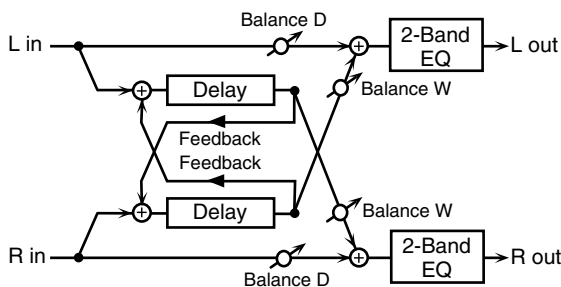 Balance D
L in
2-Band
EQ
L out
Delay
Balance W
Feedback
Feedback
Delay
Balance W
R in
2-Band
EQ
R out
Balance D